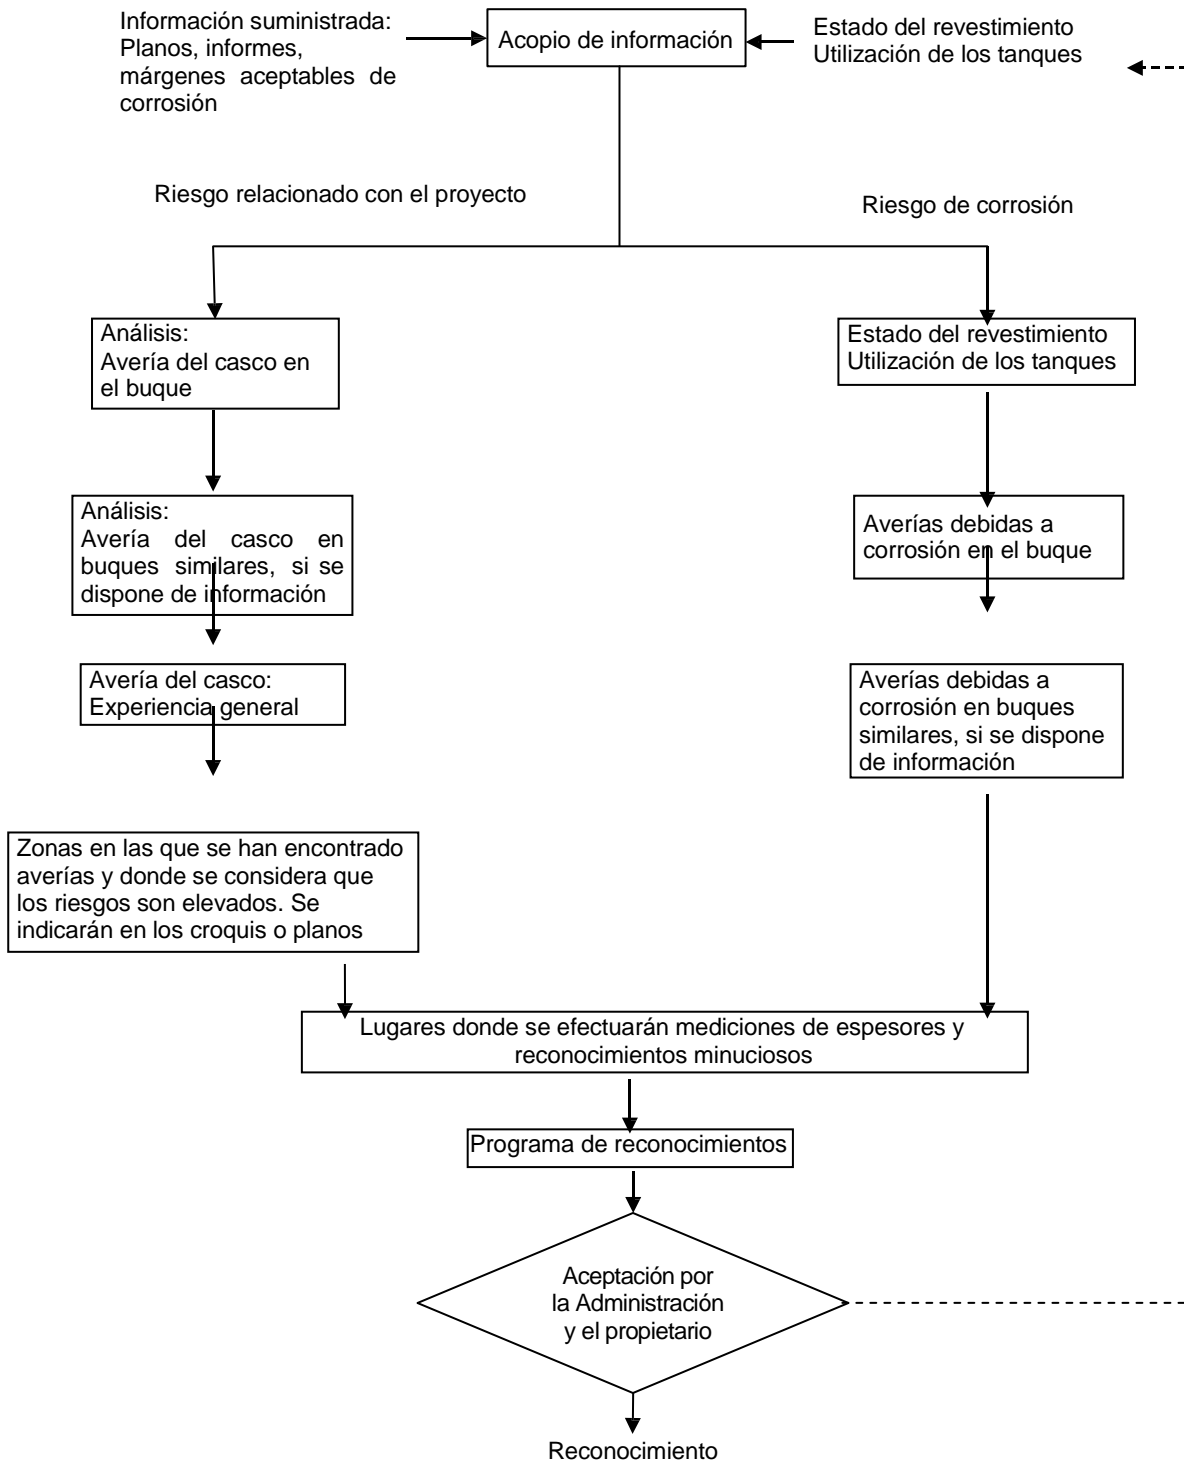 Información suministrada:
Planos, informes,
márgenes aceptables de
corrosión
Acopio de información
Estado del revestimiento
Utilización de los tanques
Riesgo relacionado con el proyecto
Riesgo de corrosión
Análisis:
Avería del casco en
el buque
Estado del revestimiento
Utilización de los tanques
Análisis:
Avería del casco en
buques similares, si se
dispone de información
Averías debidas a
corrosión en el buque
Avería del casco:
Experiencia general
Averías debidas a
corrosión en buques
similares, si se dispone
de información
Zonas en las que se han encontrado
averías y donde se considera que
los riesgos son elevados. Se
indicarán en los croquis o planos
Lugares donde se efectuarán mediciones de espesores y
reconocimientos minuciosos
Programa de reconocimientos
Aceptación por
la Administración
y el propietario
Reconocimiento